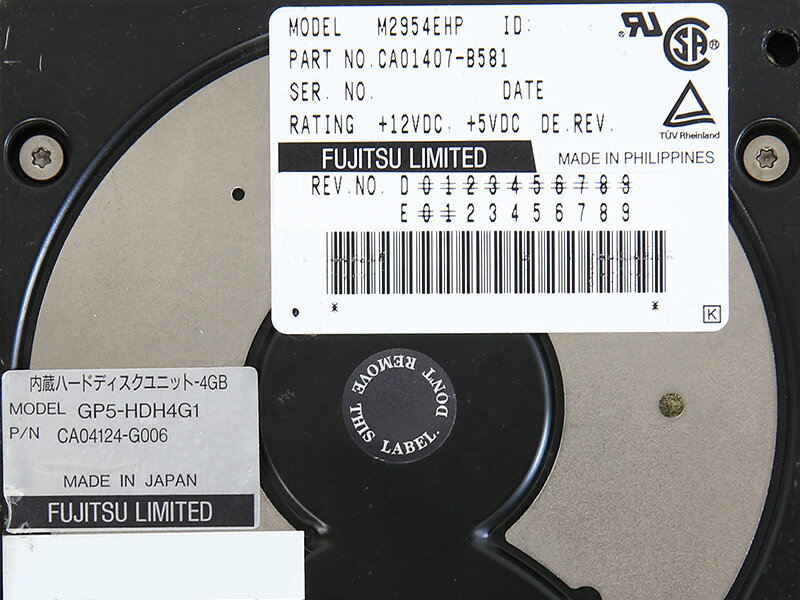 MODEL M2954EHP ID:
PART NO.CA01407-B581
SER. NO. DATE
RATING +12VDC, +5VDC DE.REV.
FUJITSU LIMITED MADE IN PHILIPPINES
REV.NO. D 0 1 2 3 4 5 6 7 8 9
E 0 1 2 3 4 5 6 7 8 9
* *
K
SA
TÜV Rheinland
内蔵ハードディスクユニット-4GB
MODEL GP5-HDH4G1
P/N CA04124-G006
MADE IN JAPAN
FUJITSU LIMITED
DON'T REMOVE THIS LABEL.